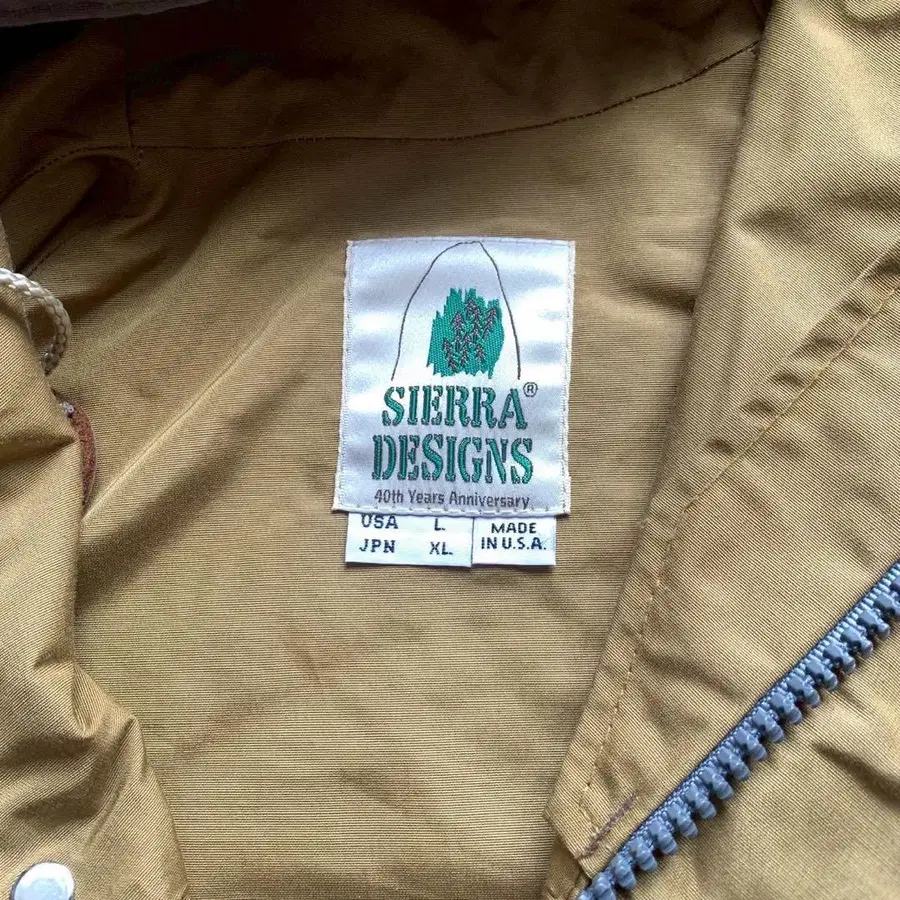 SIERRA®
DESIGNS
40th Years Anniversary
USA L.
JPN XL.
MADE
IN U.S.A.